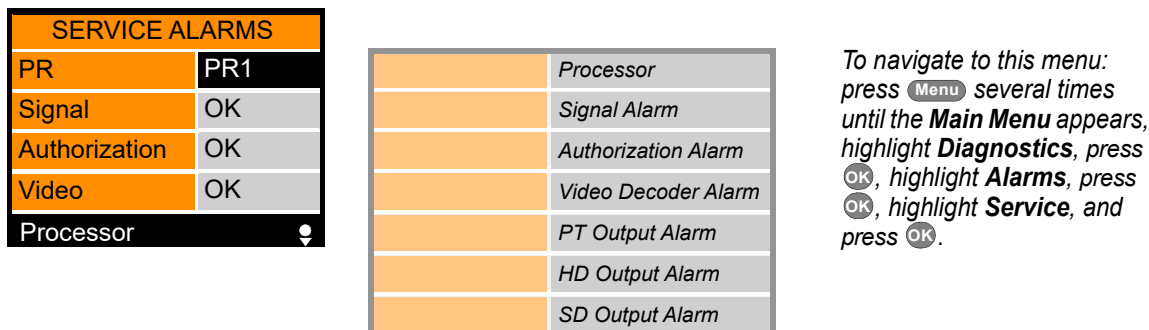 SERVICE ALARMS
PR PR1
Signal OK
Authorization OK
Video OK
Processor
Processor
Signal Alarm
Authorization Alarm
Video Decoder Alarm
PT Output Alarm
HD Output Alarm
SD Output Alarm
To navigate to this menu:
press Menu several times
until the Main Menu appears,
highlight Diagnostics, press
OK, highlight Alarms, press
OK, highlight Service, and
press OK.